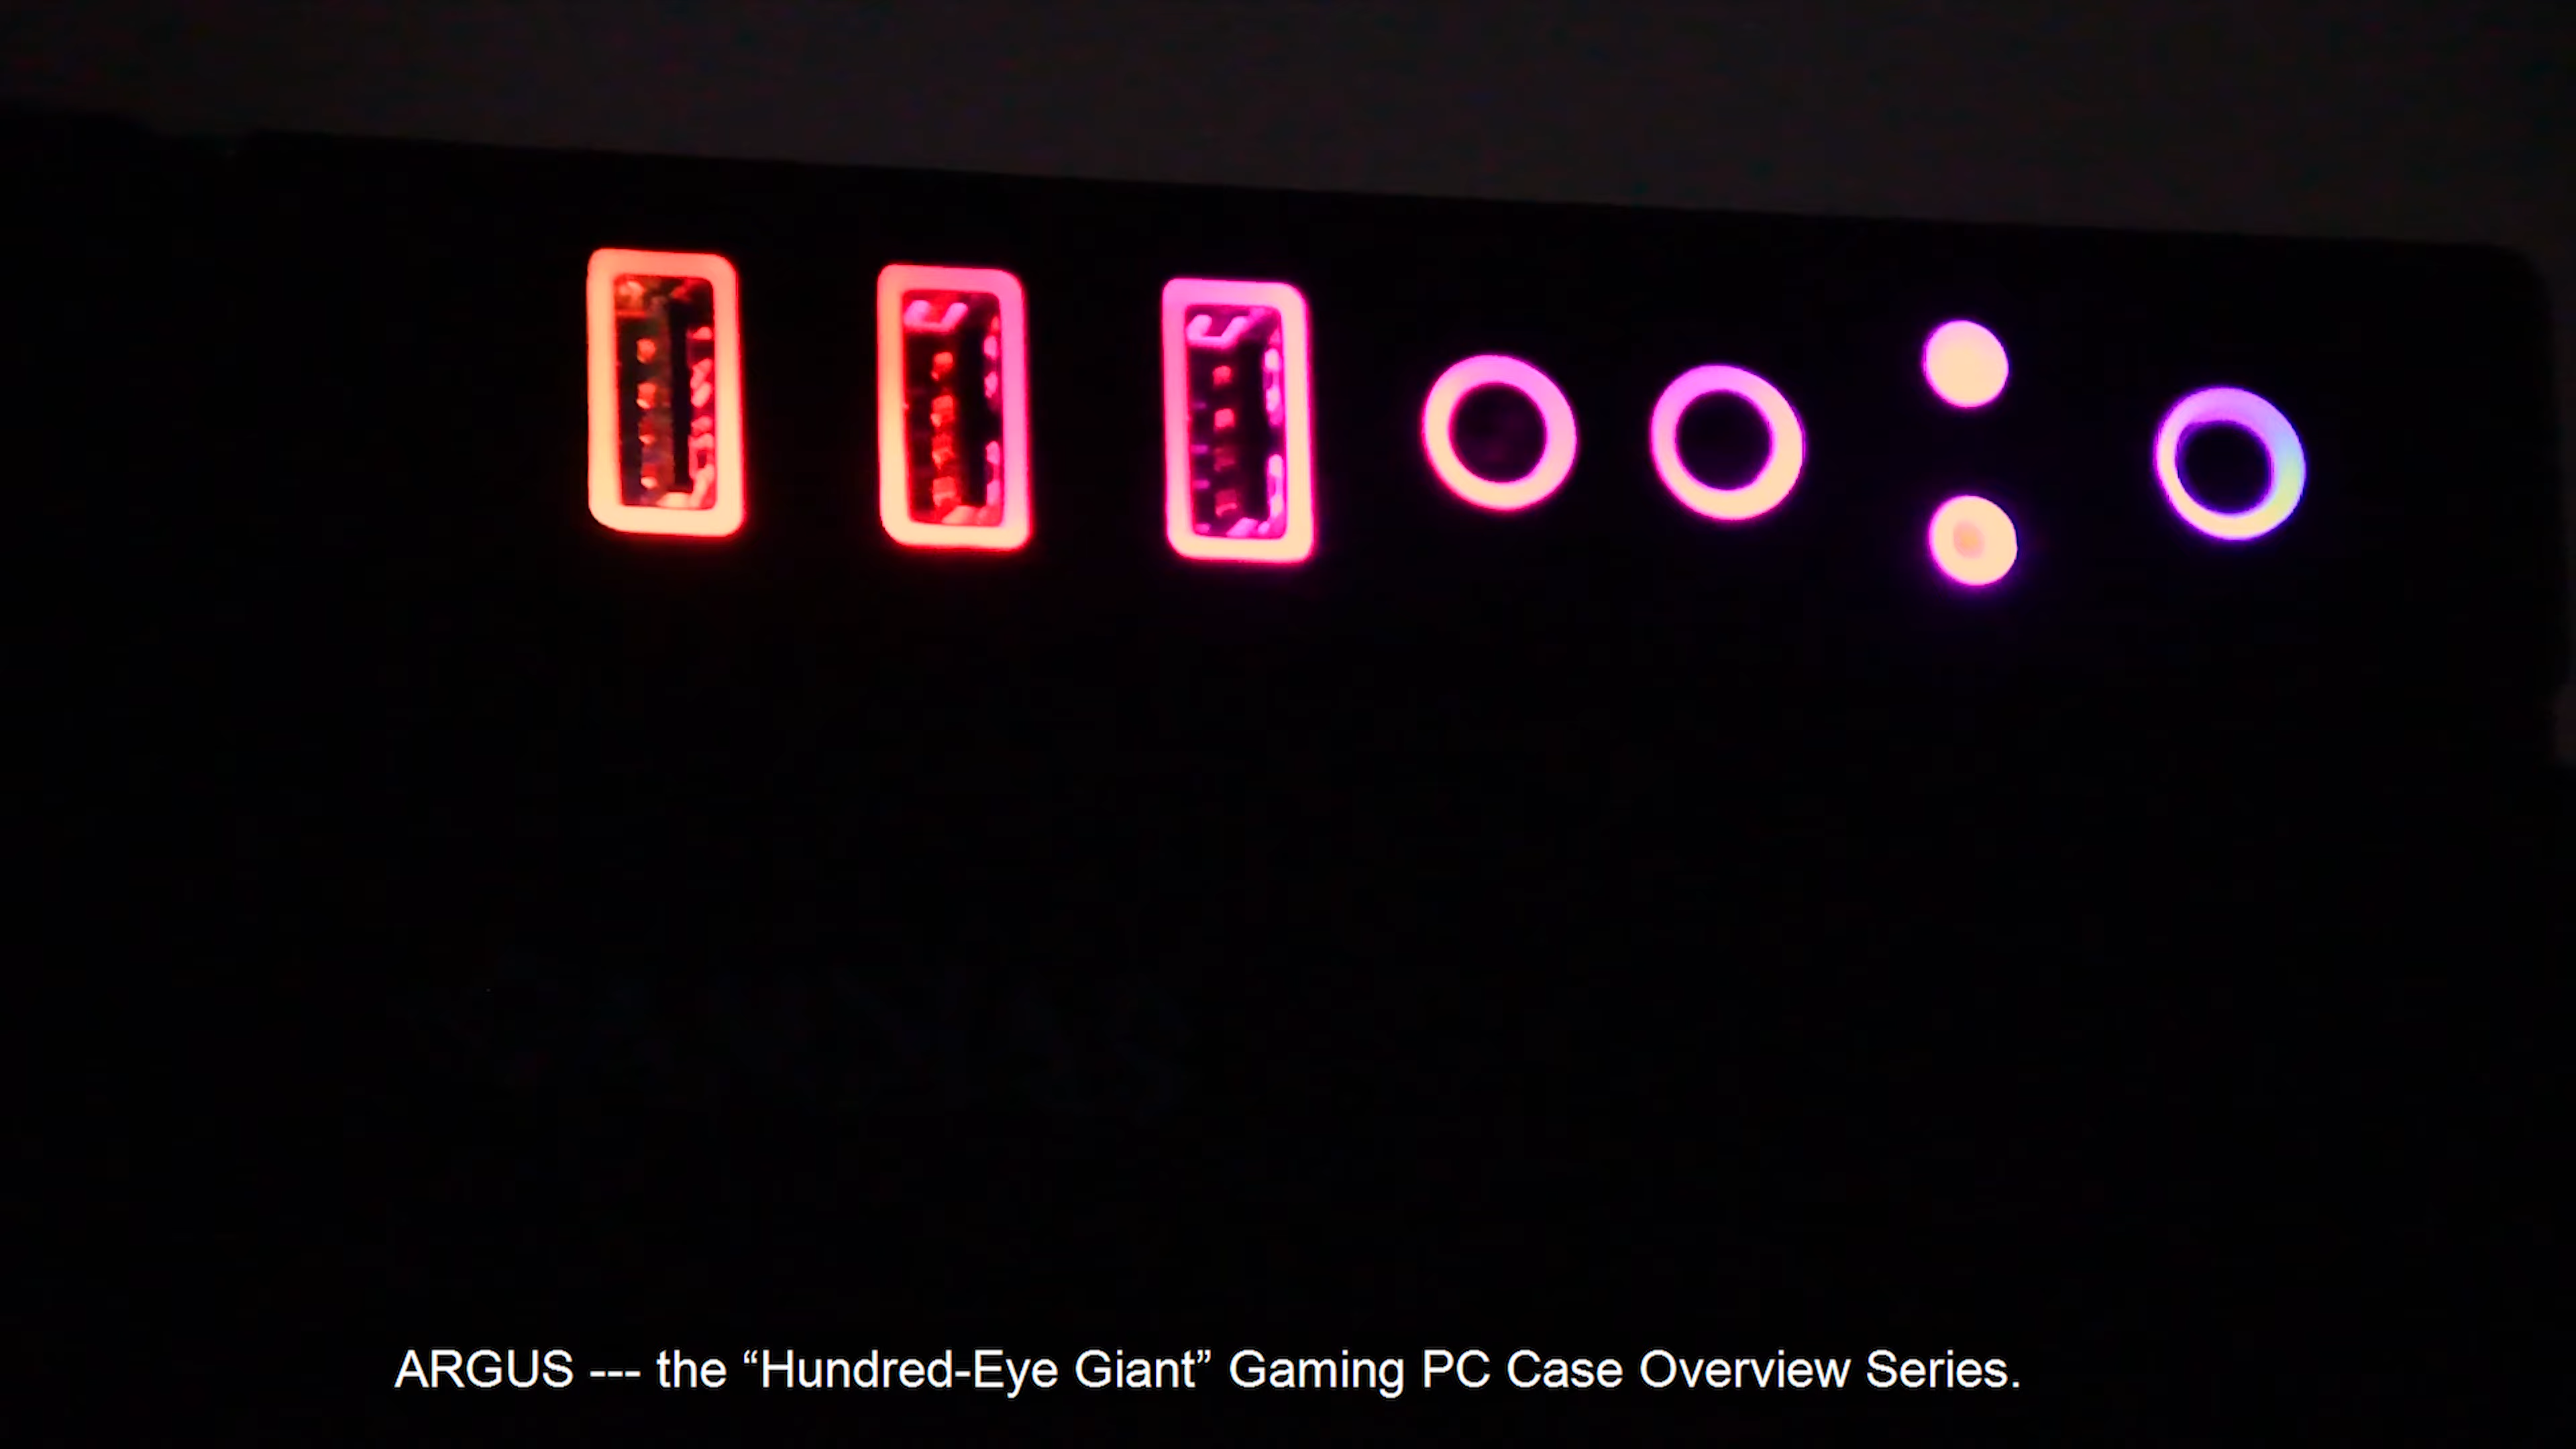 ARGUS --- the “Hundred-Eye Giant” Gaming PC Case Overview Series.